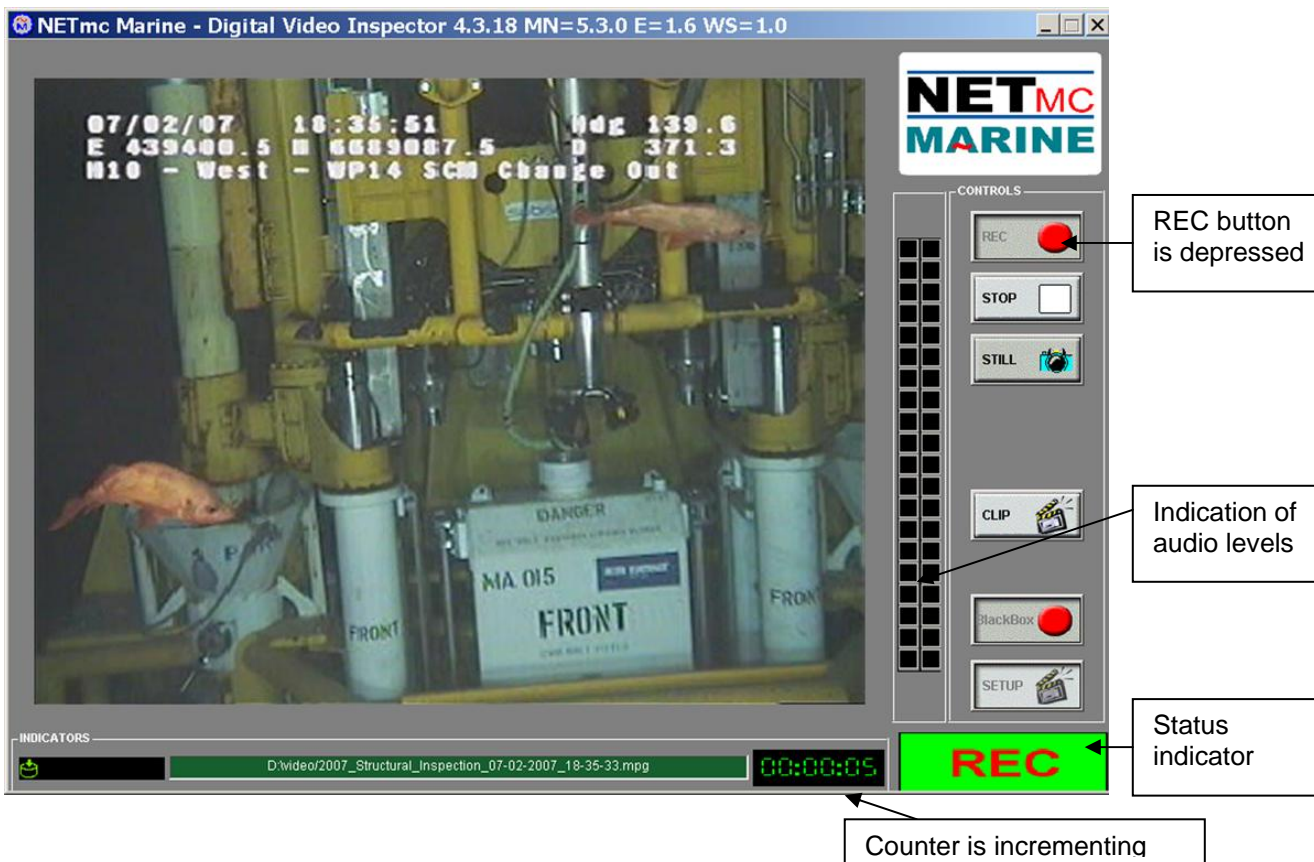 NETmc Marine - Digital Video Inspector 4.3.18 MN=5.3.0 E=1.6 WS=1.0
NETMC
MARINE
07/02/07 18:35:51 Hdg 139.6
E 439400.5 N 6689087.5 D 371.3
N10 - West - WP14 SCM Change Out
DANGER
MA 015
FRONT
FRONT
FRONT
CONTROLS
REC
STOP
STILL
CLIP
BlackBox
SETUP
INDICATORS
D:\video/2007_Structural_Inspection_07-02-2007_18-35-33.mpg
00:00:05
REC
REC button
is depressed
Indication of
audio levels
Status
indicator
Counter is incrementing